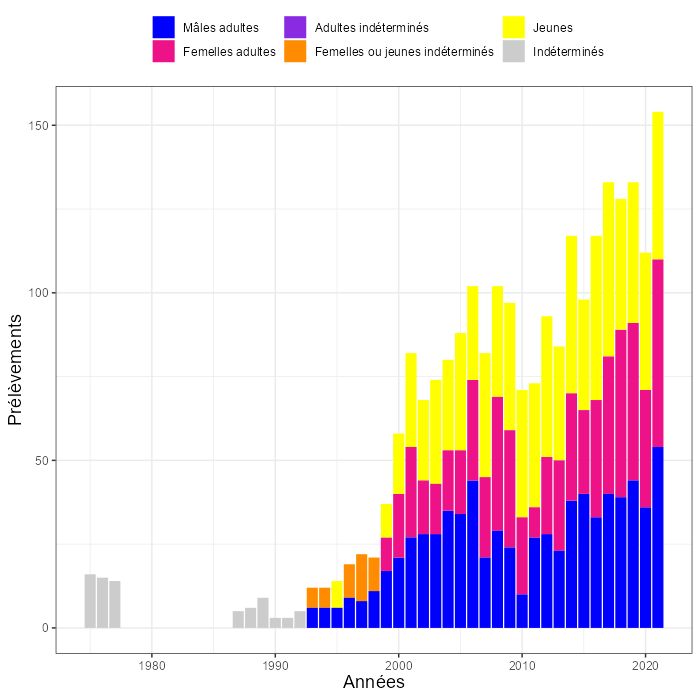 Mâles adultes Adultes indéterminés Jeunes
Femelles adultes Femelles ou jeunes indéterminés Indéterminés
150
100
50
0
Prélèvements
1980 1990 2000 2010 2020
Années